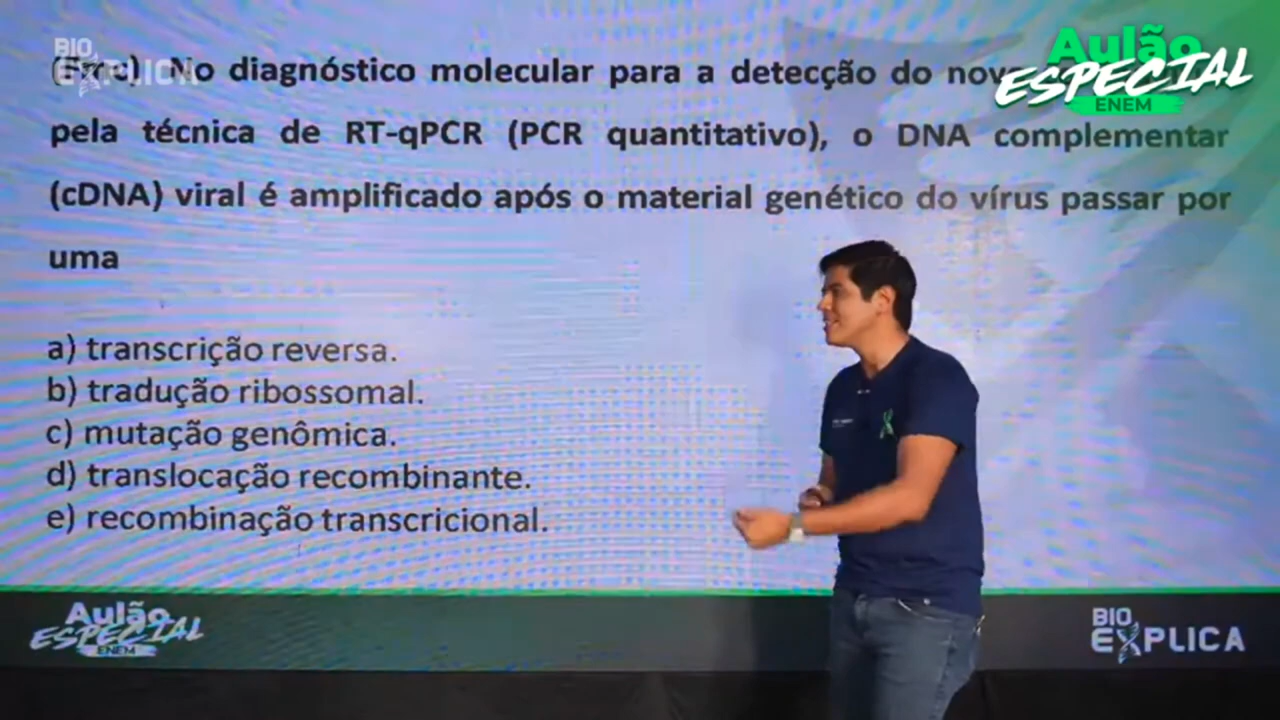 BIO
EXPLICA
Aulão
ESPECIAL
ENEM
No diagnóstico molecular para a detecção do
pela técnica de RT-qPCR (PCR quantitativo), o DNA complementar
(cDNA) viral é amplificado após o material genético do vírus passar por
uma
a) transcrição reversa.
b) tradução ribossomal.
c) mutação genômica.
d) translocação recombinante.
e) recombinação transcricional.
Aulão
ESPECIAL
ENEM
BIO
EXPLICA